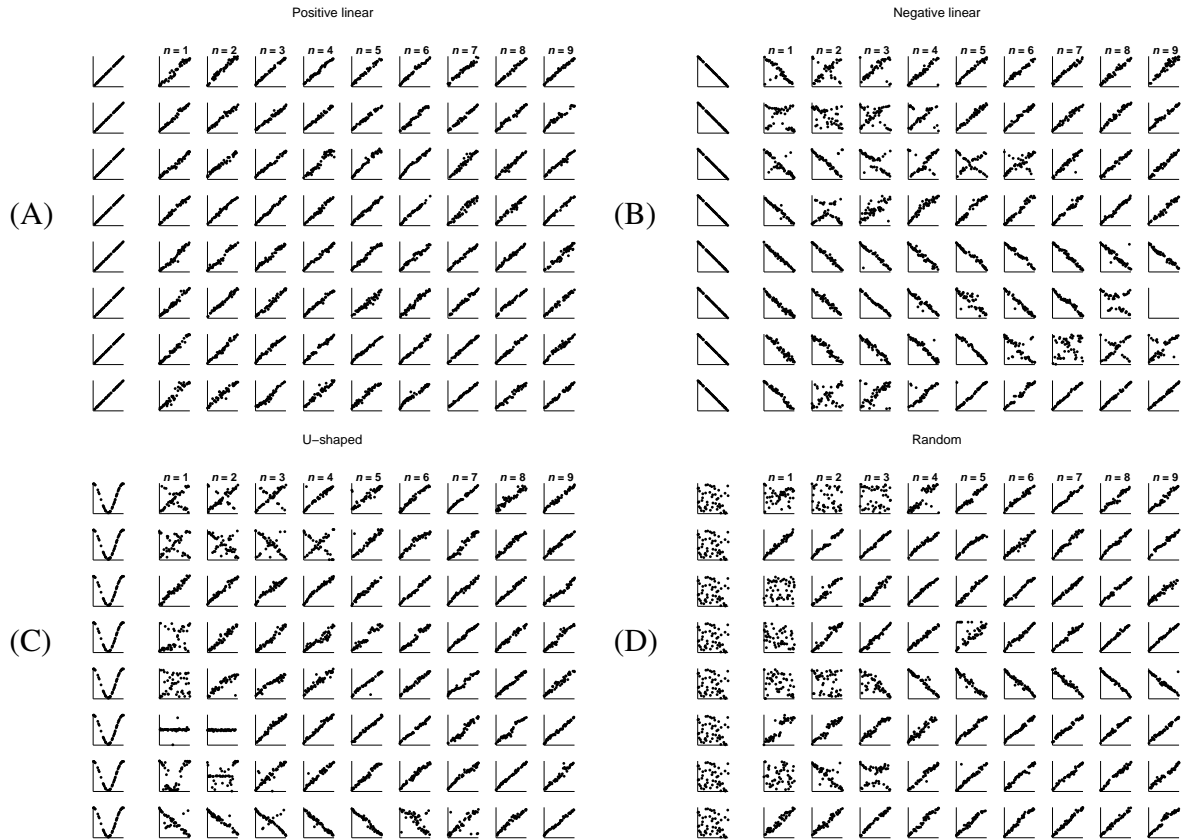 Positive linear
n = 1 n = 2 n = 3 n = 4 n = 5 n = 6 n = 7 n = 8 n = 9
(A)
Negative linear
n = 1 n = 2 n = 3 n = 4 n = 5 n = 6 n = 7 n = 8 n = 9
(B)
U−shaped
n = 1 n = 2 n = 3 n = 4 n = 5 n = 6 n = 7 n = 8 n = 9
(C)
Random
n = 1 n = 2 n = 3 n = 4 n = 5 n = 6 n = 7 n = 8 n = 9
(D)